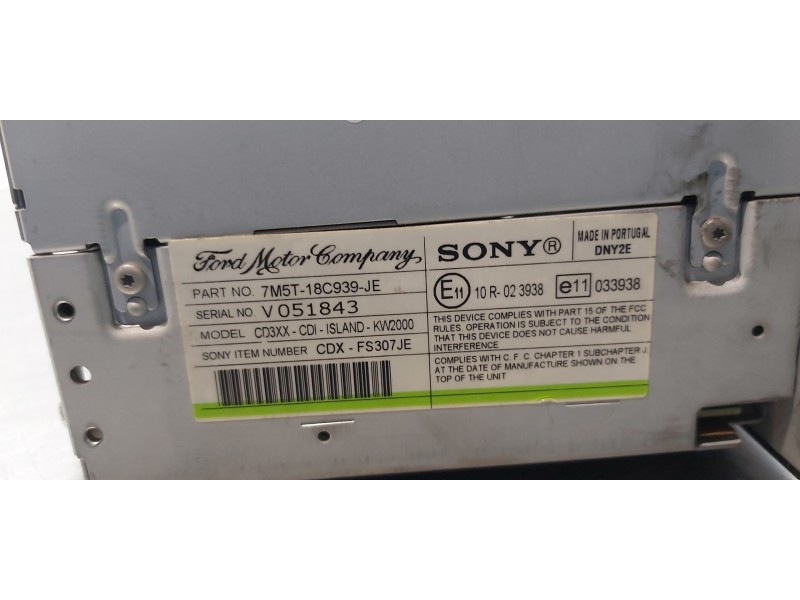 Ford Motor Company
PART NO. 7M5T-18C939-JE
SERIAL NO. V051843
MODEL CD3XX - CDI - ISLAND - KW2000
SONY ITEM NUMBER CDX - FS307JE
SONY®
MADE IN PORTUGAL
DNY2E
E11 10 R- 02 3938 e11 033938
THIS DEVICE COMPLIES WITH PART 15 OF THE FCC
RULES. OPERATION IS SUBJECT TO THE CONDITION
THAT THIS DEVICE DOES NOT CAUSE HARMFUL
INTERFERENCE
COMPLIES WITH C. F. C CHAPTER 1 SUBCHAPTER J.
AT THE DATE OF MANUFACTURE SHOWN ON THE
TOP OF THE UNIT